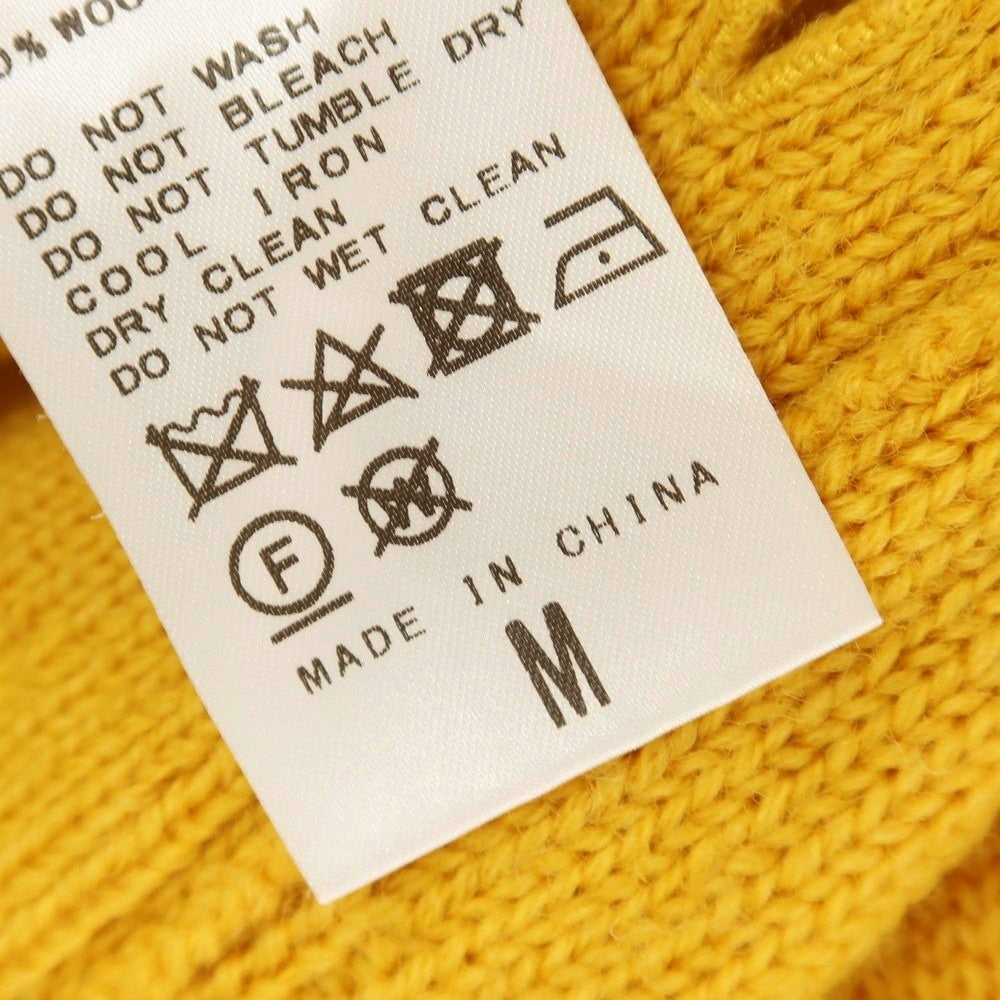 0% WOO
DO NOT WASH
DO NOT BLEACH
DO NOT TUMBLE DRY
COOL IRON
DRY CLEAN
DO NOT WET CLEAN
W
F
MADE IN CHINA
M